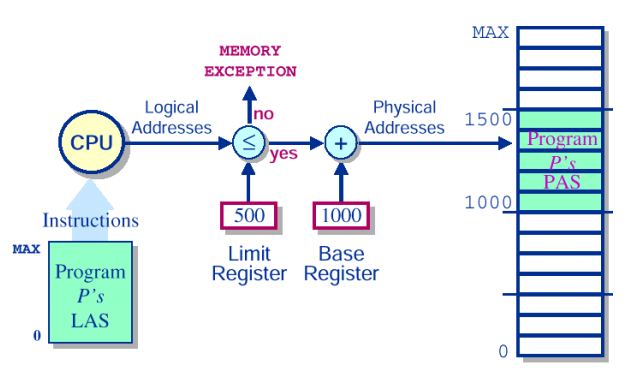 MAX
MEMORY
EXCEPTION
Logical
Addresses
no
Physical
Addresses
1500
CPU
≤
yes
+
Program
P's
PAS
1000
Instructions
500
1000
MAX
Limit
Register
Base
Register
Program
P's
LAS
0
0